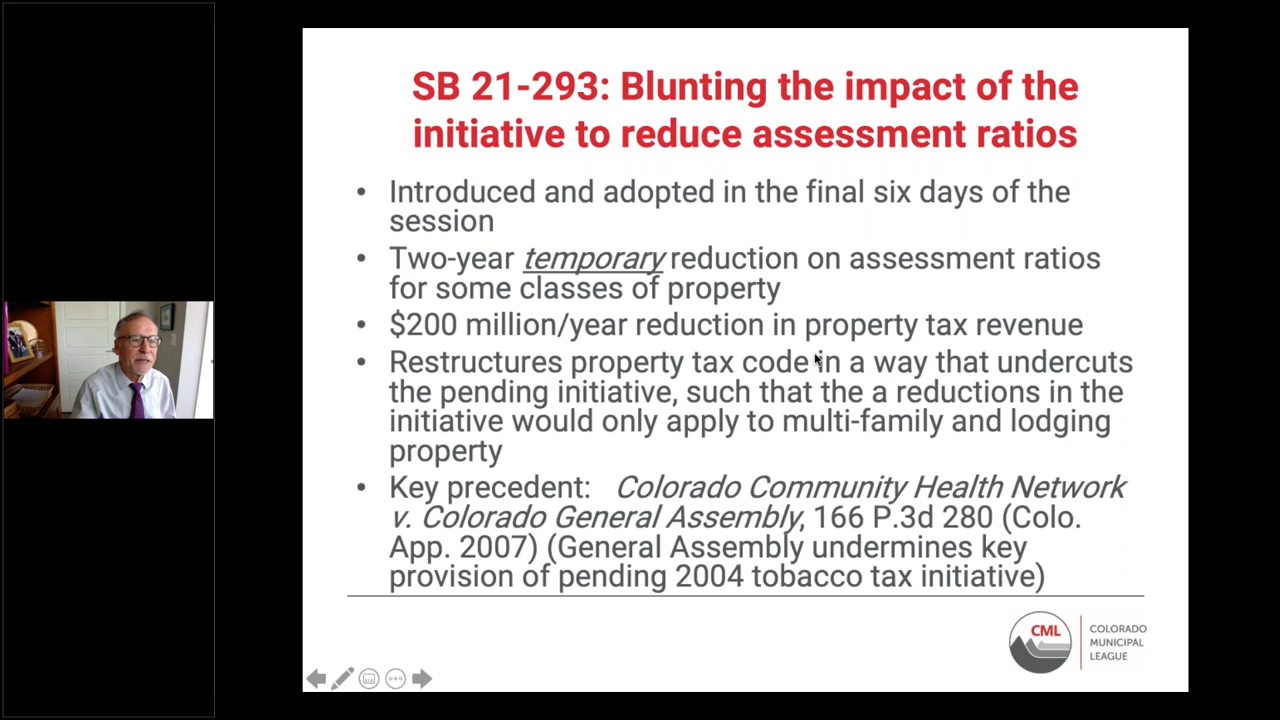 SB 21-293: Blunting the impact of the
initiative to reduce assessment ratios
• Introduced and adopted in the final six days of the
session
• Two-year temporary reduction on assessment ratios
for some classes of property
• $200 million/year reduction in property tax revenue
• Restructures property tax code in a way that undercuts
the pending initiative, such that the a reductions in the
initiative would only apply to multi-family and lodging
property
• Key precedent: Colorado Community Health Network
v. Colorado General Assembly, 166 P.3d 280 (Colo.
App. 2007) (General Assembly undermines key
provision of pending 2004 tobacco tax initiative)
CML
COLORADO
MUNICIPAL
LEAGUE